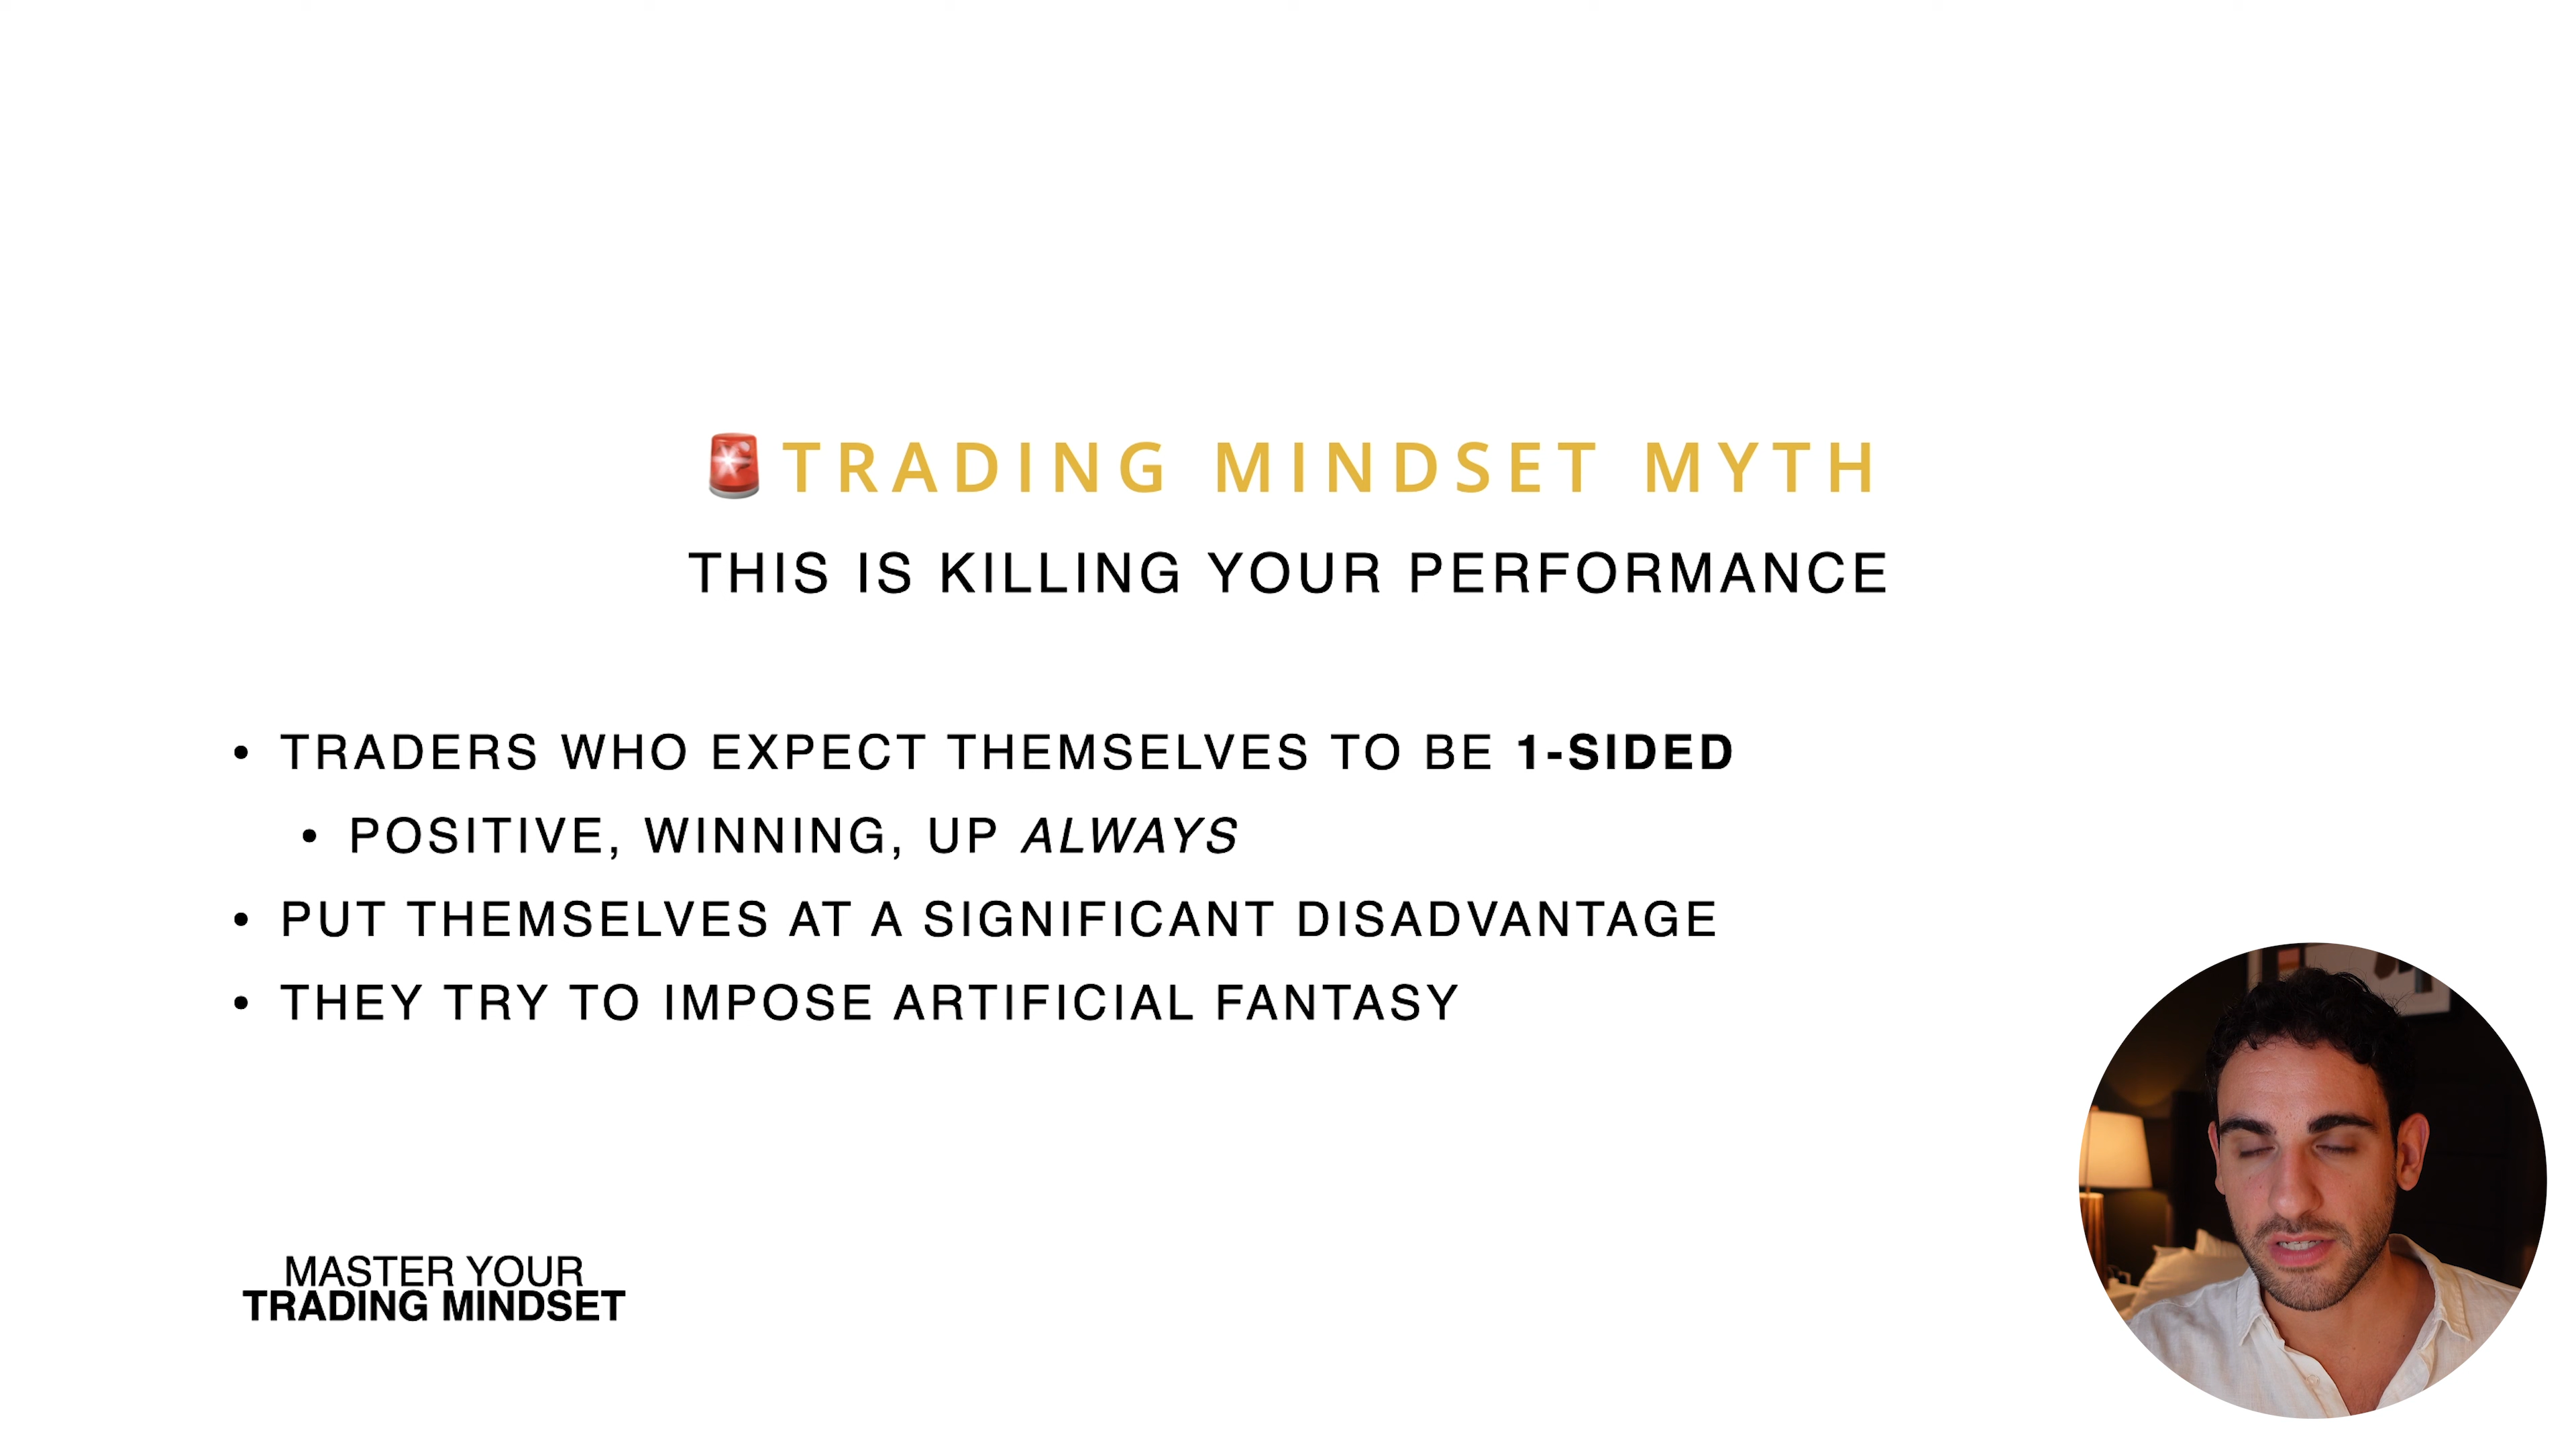 🚨TRADING MINDSET MYTH
THIS IS KILLING YOUR PERFORMANCE
• TRADERS WHO EXPECT THEMSELVES TO BE 1-SIDED
• POSITIVE, WINNING, UP ALWAYS
• PUT THEMSELVES AT A SIGNIFICANT DISADVANTAGE
• THEY TRY TO IMPOSE ARTIFICIAL FANTASY
MASTER YOUR
TRADING MINDSET